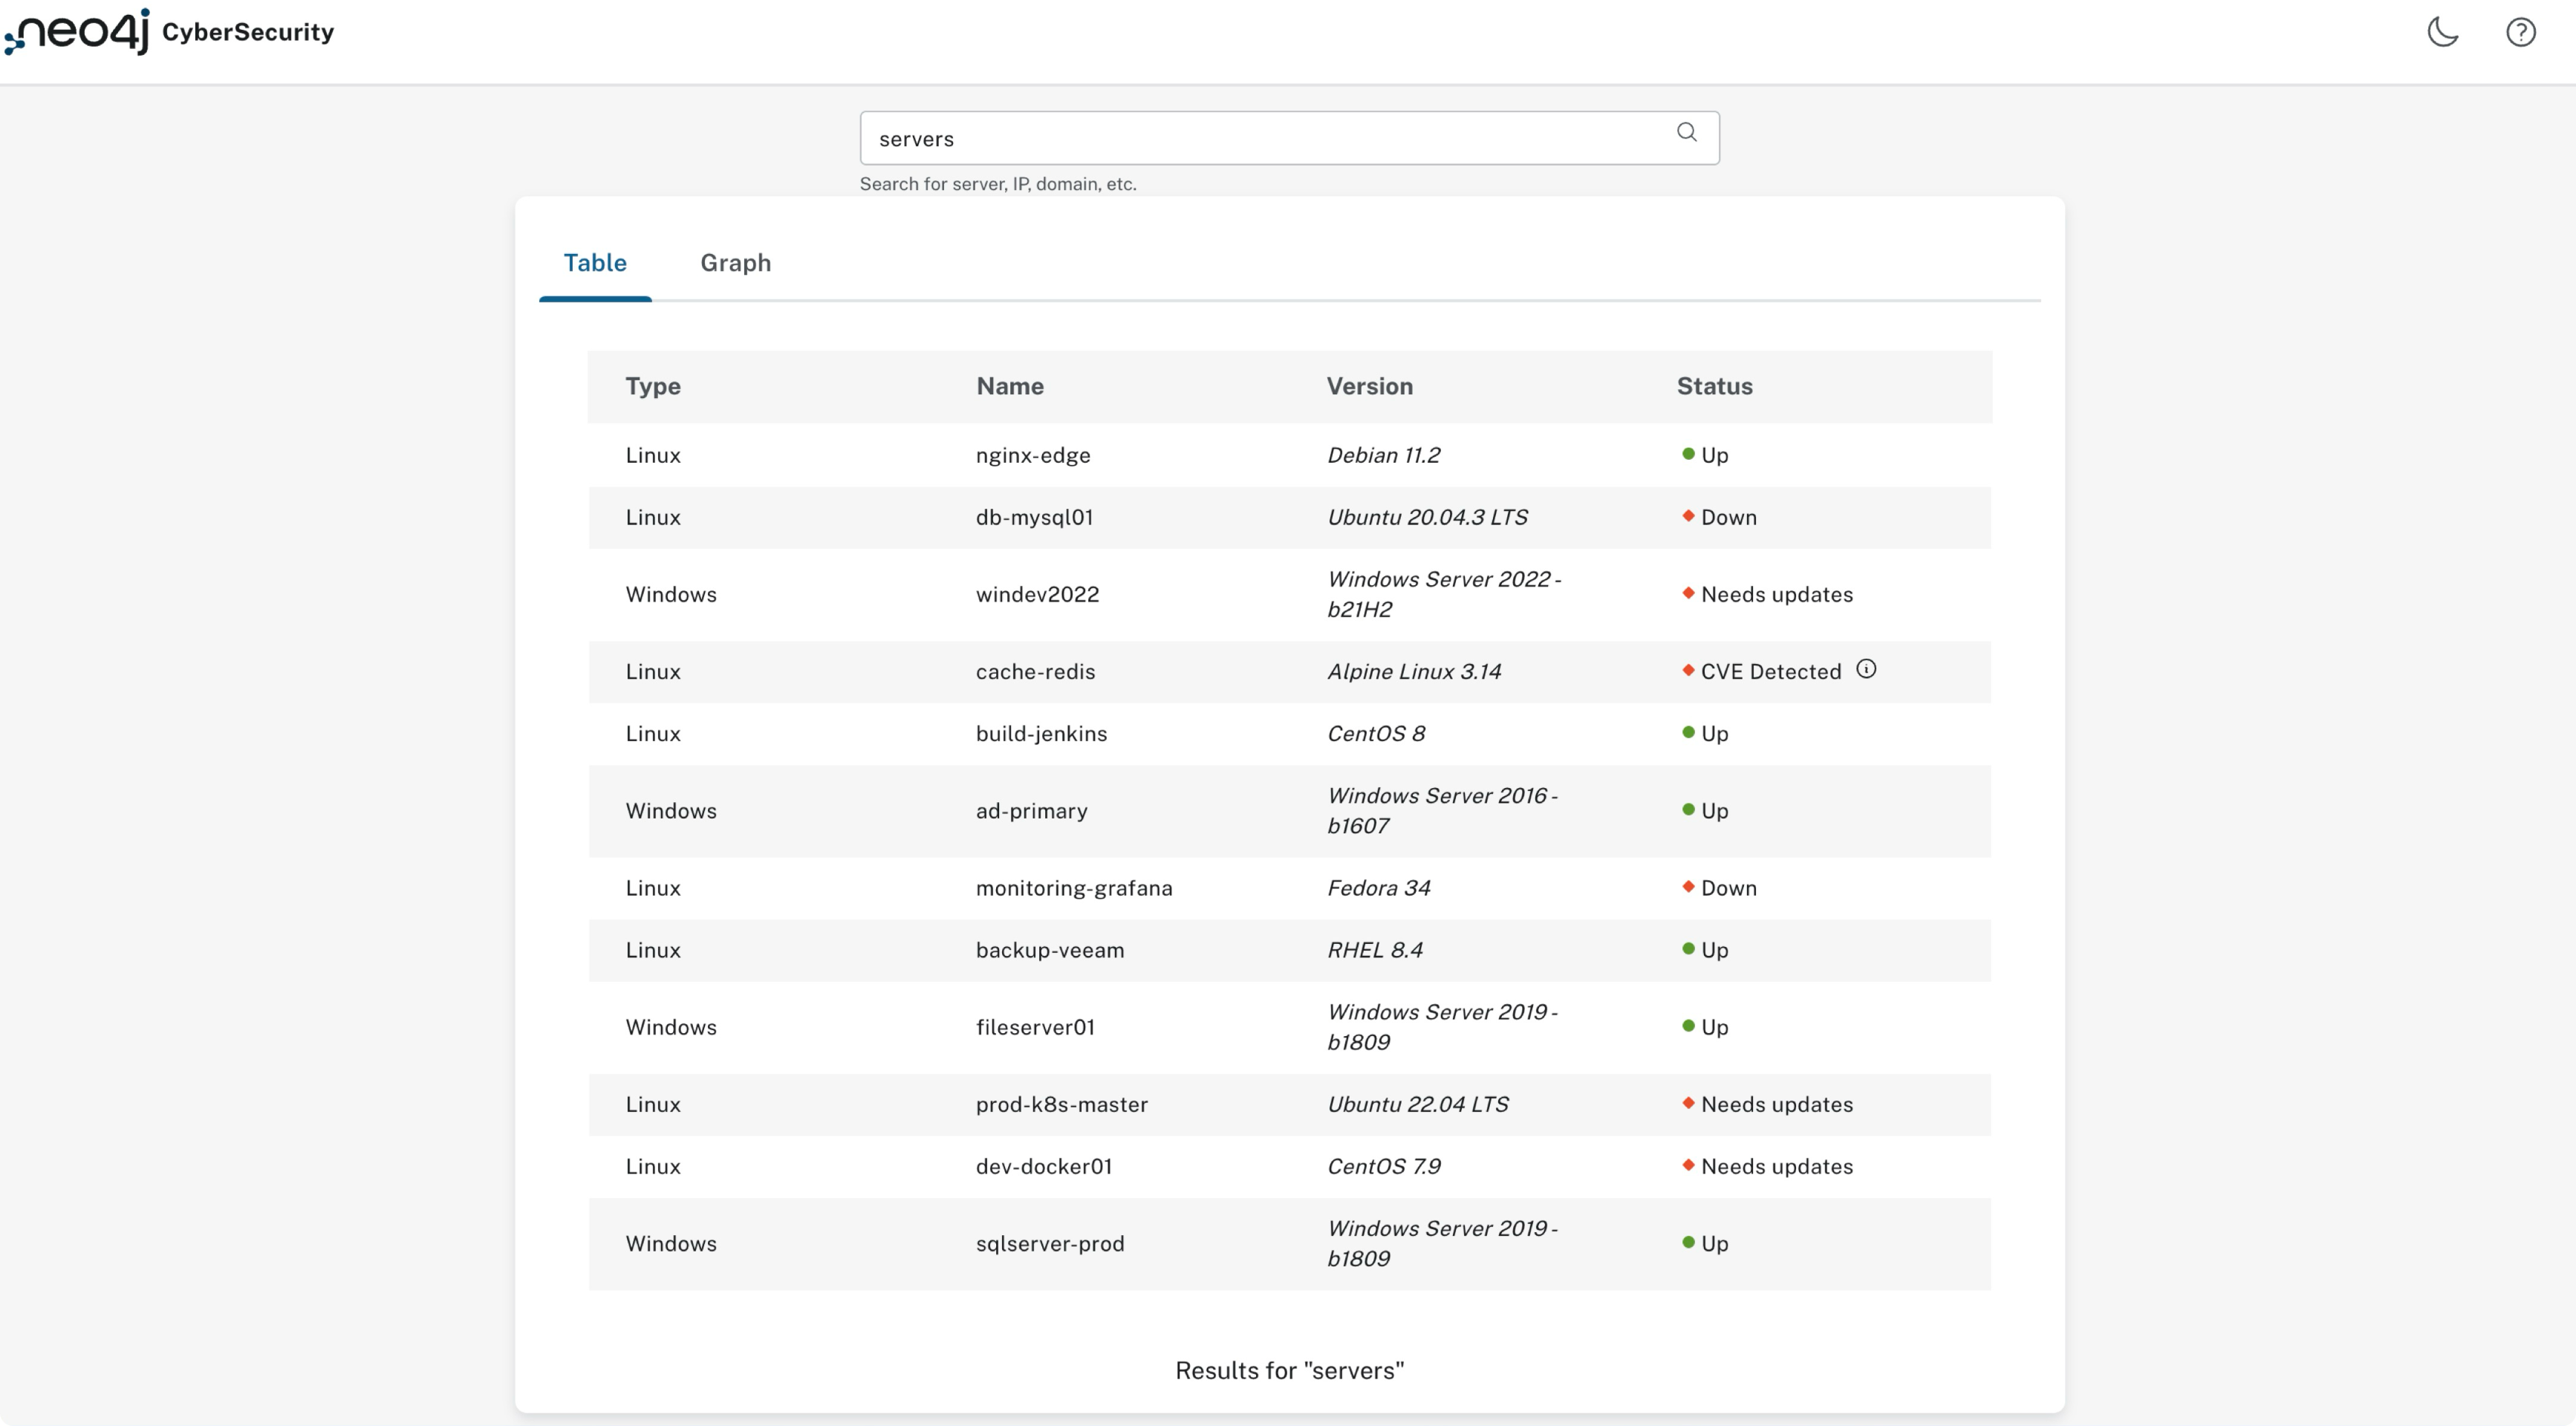 neo4j CyberSecurity
servers
Search for server, IP, domain, etc.
Table Graph
Type Name Version Status
Linux nginx-edge Debian 11.2 Up
Linux db-mysql01 Ubuntu 20.04.3 LTS Down
Windows windev2022 Windows Server 2022 - Needs updates
b21H2
Linux cache-redis Alpine Linux 3.14 CVE Detected
Linux build-jenkins CentOS 8 Up
Windows ad-primary Windows Server 2016 - Up
b1607
Linux monitoring-grafana Fedora 34 Down
Linux backup-veeam RHEL 8.4 Up
Windows fileserver01 Windows Server 2019 - Up
b1809
Linux prod-k8s-master Ubuntu 22.04 LTS Needs updates
Linux dev-docker01 CentOS 7.9 Needs updates
Windows sqlserver-prod Windows Server 2019 - Up
b1809
Results for "servers"